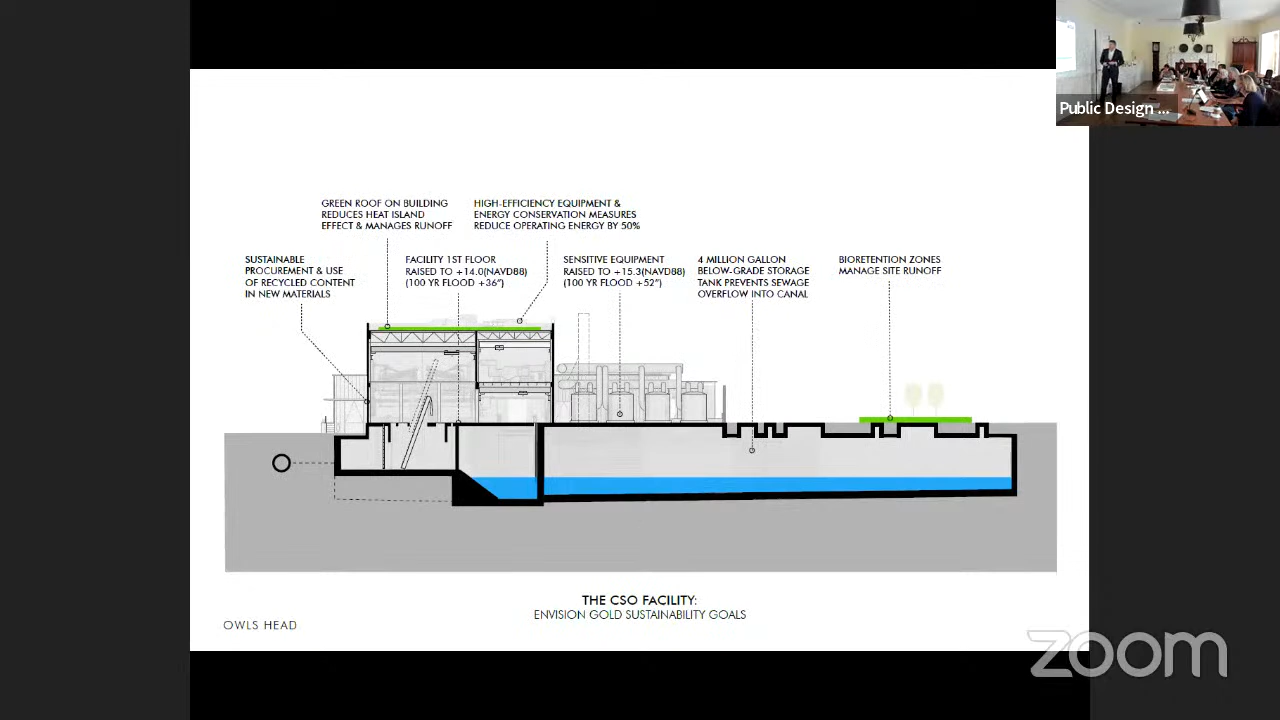 Public Design ...
GREEN ROOF ON BUILDING
REDUCES HEAT ISLAND
EFFECT & MANAGES RUNOFF
HIGH-EFFICIENCY EQUIPMENT &
ENERGY CONSERVATION MEASURES
REDUCE OPERATING ENERGY BY 50%
SUSTAINABLE
PROCUREMENT & USE
OF RECYCLED CONTENT
IN NEW MATERIALS
FACILITY 1ST FLOOR
RAISED TO +14.0(NAVD88)
(100 YR FLOOD +36")
SENSITIVE EQUIPMENT
RAISED TO +15.3(NAVD88)
(100 YR FLOOD +52")
4 MILLION GALLON
BELOW-GRADE STORAGE
TANK PREVENTS SEWAGE
OVERFLOW INTO CANAL
BIORETENTION ZONES
MANAGE SITE RUNOFF
THE CSO FACILITY:
ENVISION GOLD SUSTAINABILITY GOALS
OWLS HEAD
zoom